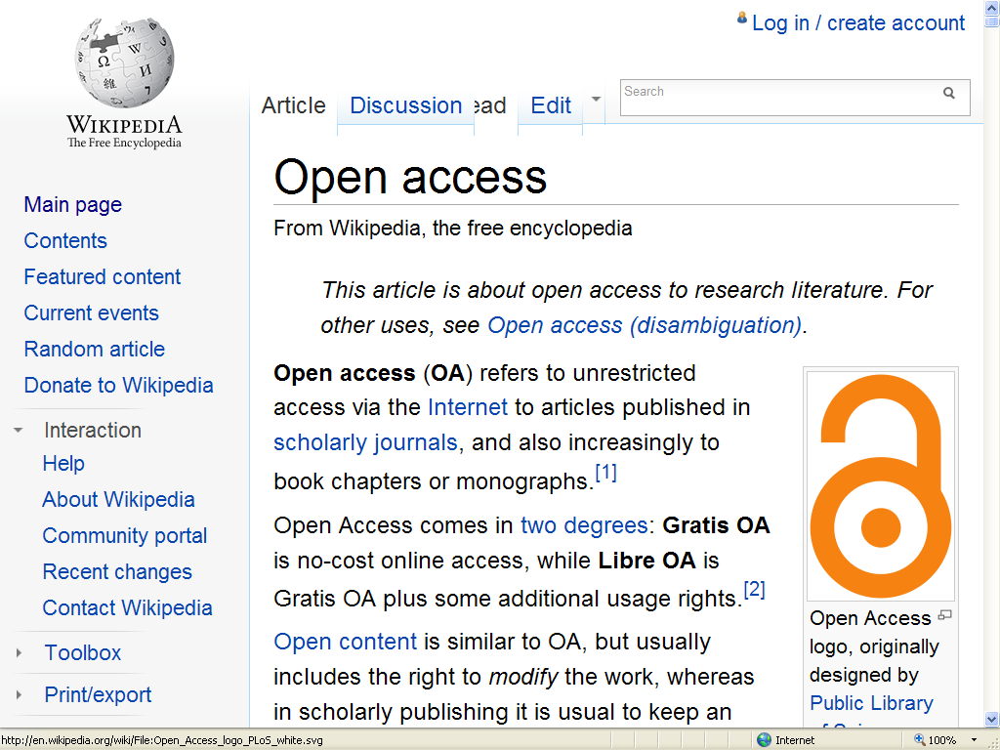 Log in / create account
Article Discussion ead Edit
Search
WIKIPEDIA
The Free Encyclopedia
Main page
Contents
Featured content
Current events
Random article
Donate to Wikipedia
Interaction
Help
About Wikipedia
Community portal
Recent changes
Contact Wikipedia
Toolbox
Print/export
Open access
From Wikipedia, the free encyclopedia
This article is about open access to research literature. For
other uses, see Open access (disambiguation).
Open access (OA) refers to unrestricted
access via the Internet to articles published in
scholarly journals, and also increasingly to
book chapters or monographs.[1]
Open Access comes in two degrees: Gratis OA
is no-cost online access, while Libre OA is
Gratis OA plus some additional usage rights.[2]
Open content is similar to OA, but usually
includes the right to modify the work, whereas
in scholarly publishing it is usual to keep an
Open Access
logo, originally
designed by
Public Library
http://en.wikipedia.org/wiki/File:Open_Access_logo_PLoS_white.svg
Internet
100%